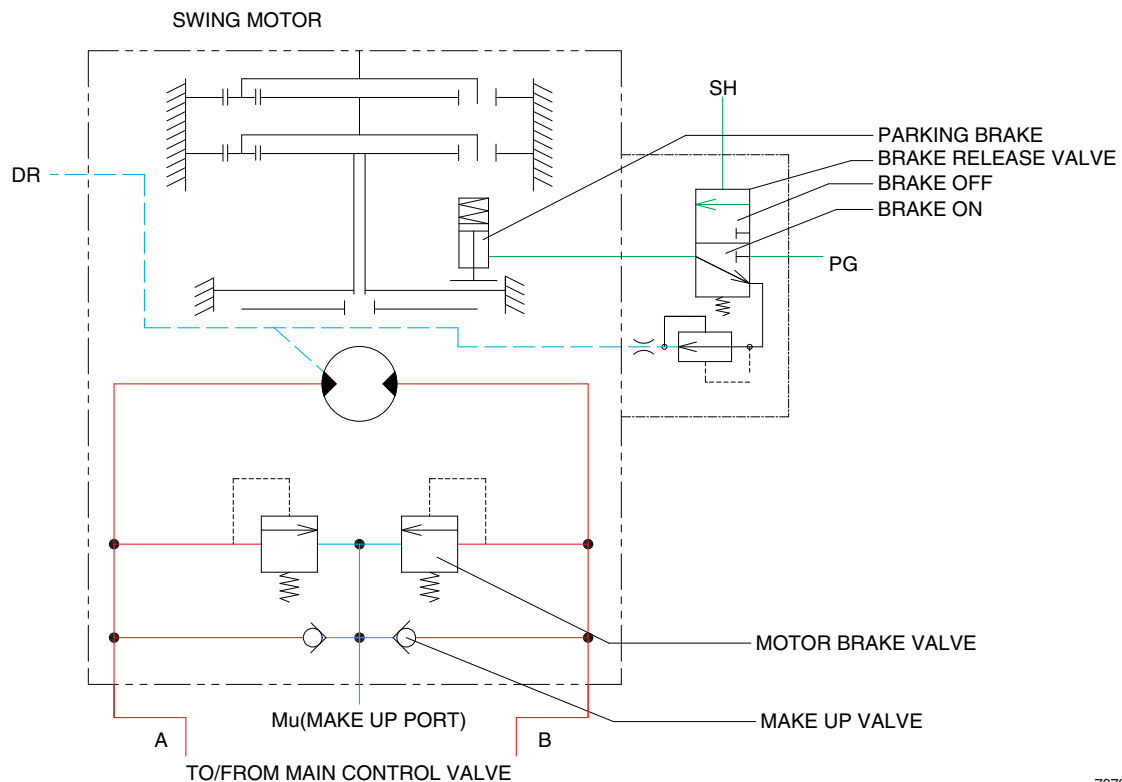 SWING MOTOR
SH
PARKING BRAKE
BRAKE RELEASE VALVE
DR
BRAKE OFF
BRAKE ON
PG
MOTOR BRAKE VALVE
Mu(MAKE UP PORT)
MAKE UP VALVE
A
B
TO/FROM MAIN CONTROL VALVE